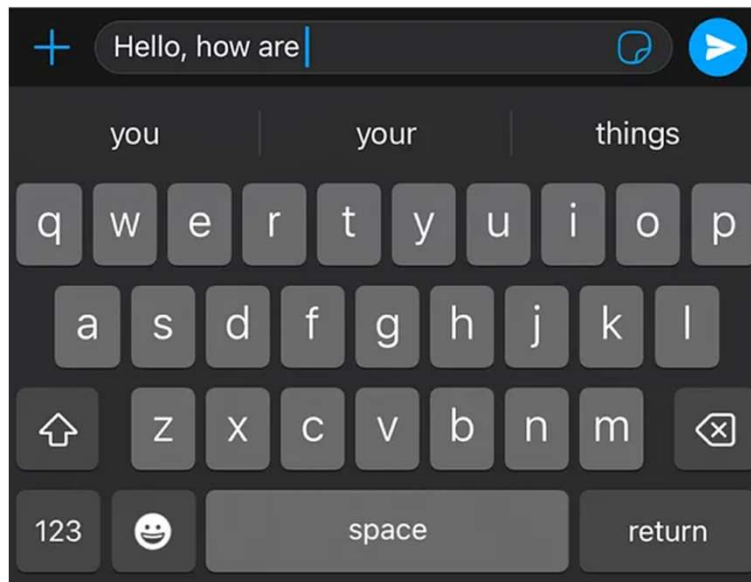 Hello, how are
you your things
q w e r t y u i o p
a s d f g h j k l
z x c v b n m
123 space return